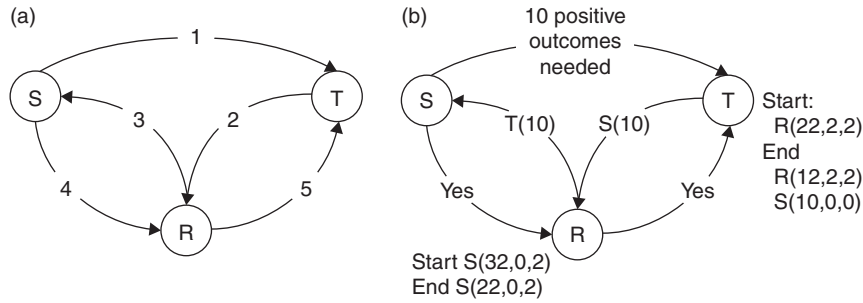 (a)
1
S
T
3
2
4
5
R
(b)
10 positive
outcomes
needed
S
T
T(10)
S(10)
Yes
Yes
R
Start:
R(22,2,2)
End
R(12,2,2)
S(10,0,0)
Start S(32,0,2)
End S(22,0,2)